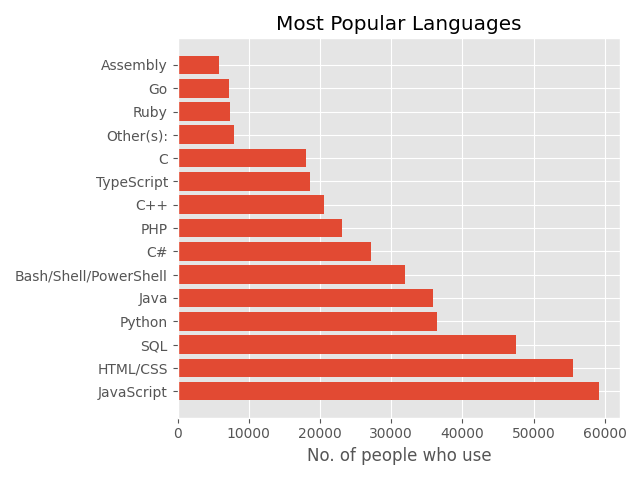 Most Popular Languages
Assembly
Go
Ruby
Other(s):
C
TypeScript
C++
PHP
C#
Bash/Shell/PowerShell
Java
Python
SQL
HTML/CSS
JavaScript
0 10000 20000 30000 40000 50000 60000
No. of people who use